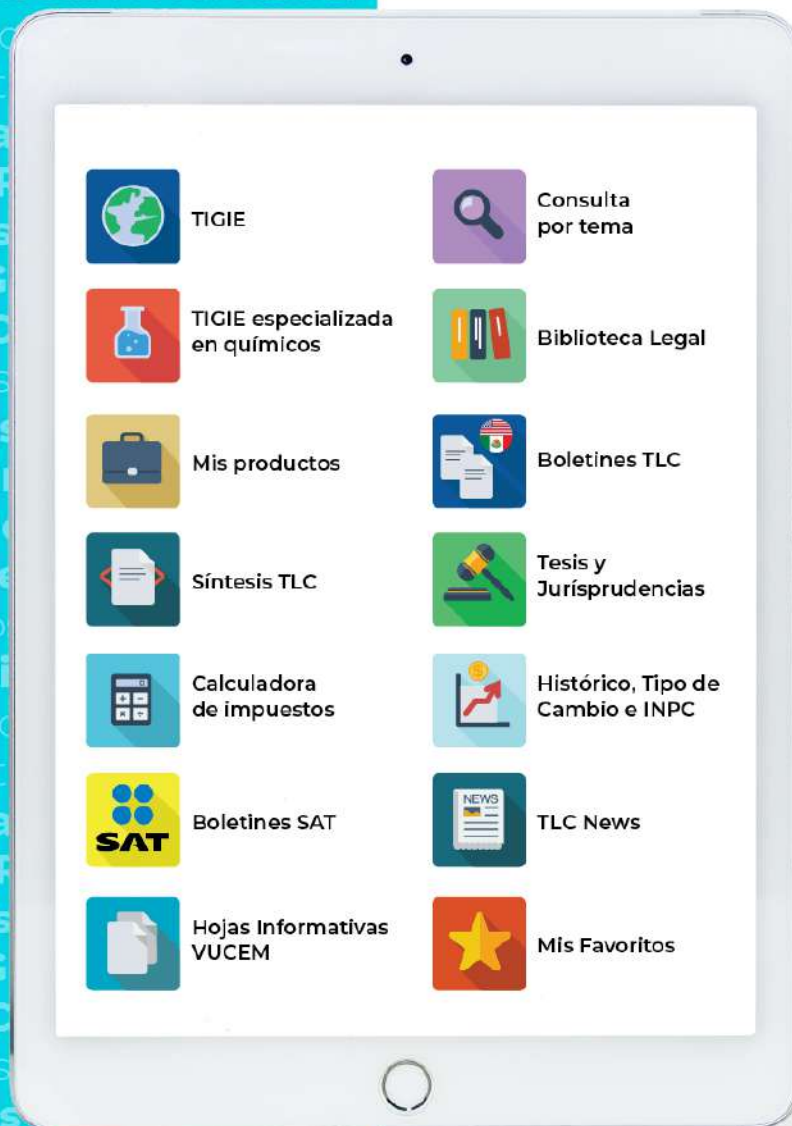 TIGIE
Consulta
por tema
TIGIE especializada
en químicos
Biblioteca Legal
Mis productos
Boletines TLC
Síntesis TLC
Tesis y
Jurísprudencias
Calculadora
de impuestos
Histórico, Tipo de
Cambio e INPC
SAT
Boletines SAT
NEWS
TLC News
Hojas Informativas
VUCEM
Mis Favoritos